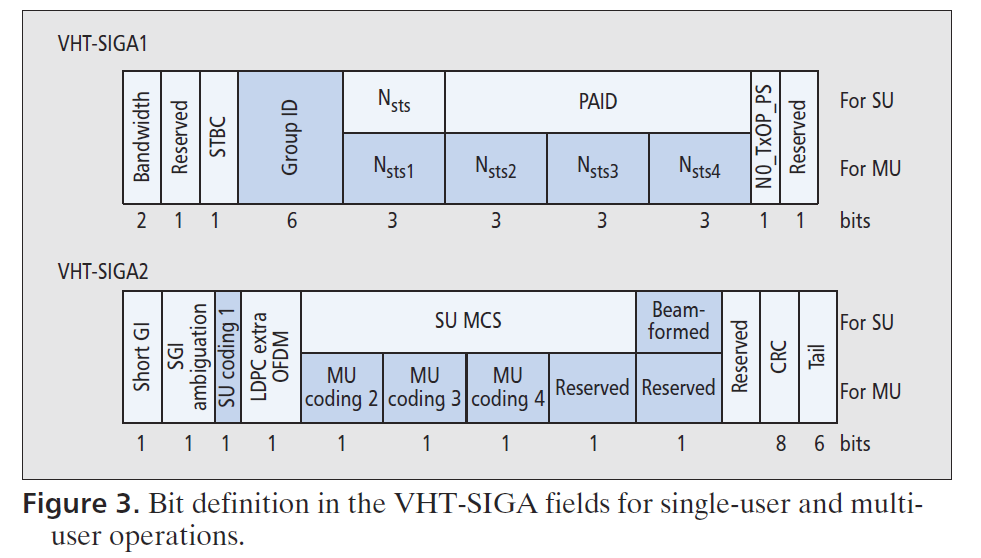 VHT-SIGA1
Bandwidth
Reserved
STBC
Group ID
Nsts
PAID
N0_TxOP_PS
Reserved
For SU
Nsts1
Nsts2
Nsts3
Nsts4
For MU
2 1 1 6 3 3 3 3 1 1 bits
VHT-SIGA2
Short GI
SGI
ambiguation
SU coding 1
LDPC extra
OFDM
SU MCS
Beam-
formed
Reserved
CRC
Tail
For SU
MU
coding 2
MU
coding 3
MU
coding 4
Reserved
Reserved
For MU
1 1 1 1 1 1 1 1 1 8 6 bits
Figure 3. Bit definition in the VHT-SIGA fields for single-user and multi-
user operations.